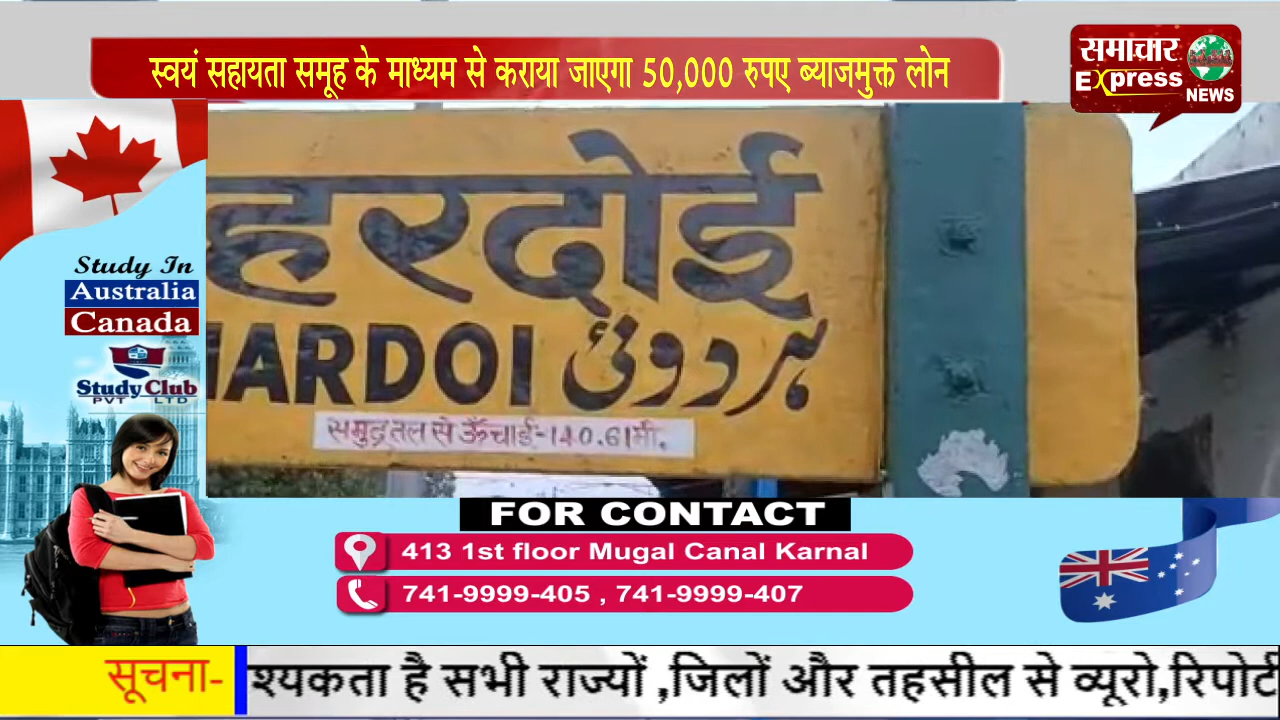 स्वयं सहायता समूह के माध्यम से कराया जाएगा 50,000 रुपए ब्याजमुक्त लोन
समाचार
Express
NEWS
हरदोई
HARDOI ہردوئی
समुद्र तल से ऊँचाई-140.61मी.
Study In
Australia
Canada
Study Club
PVT LTD
FOR CONTACT
413 1st floor Mugal Canal Karnal
741-9999-405 , 741-9999-407
सूचना- श्यकता है सभी राज्यों ,जिलों और तहसील से व्यूरो,रिपोर्ट